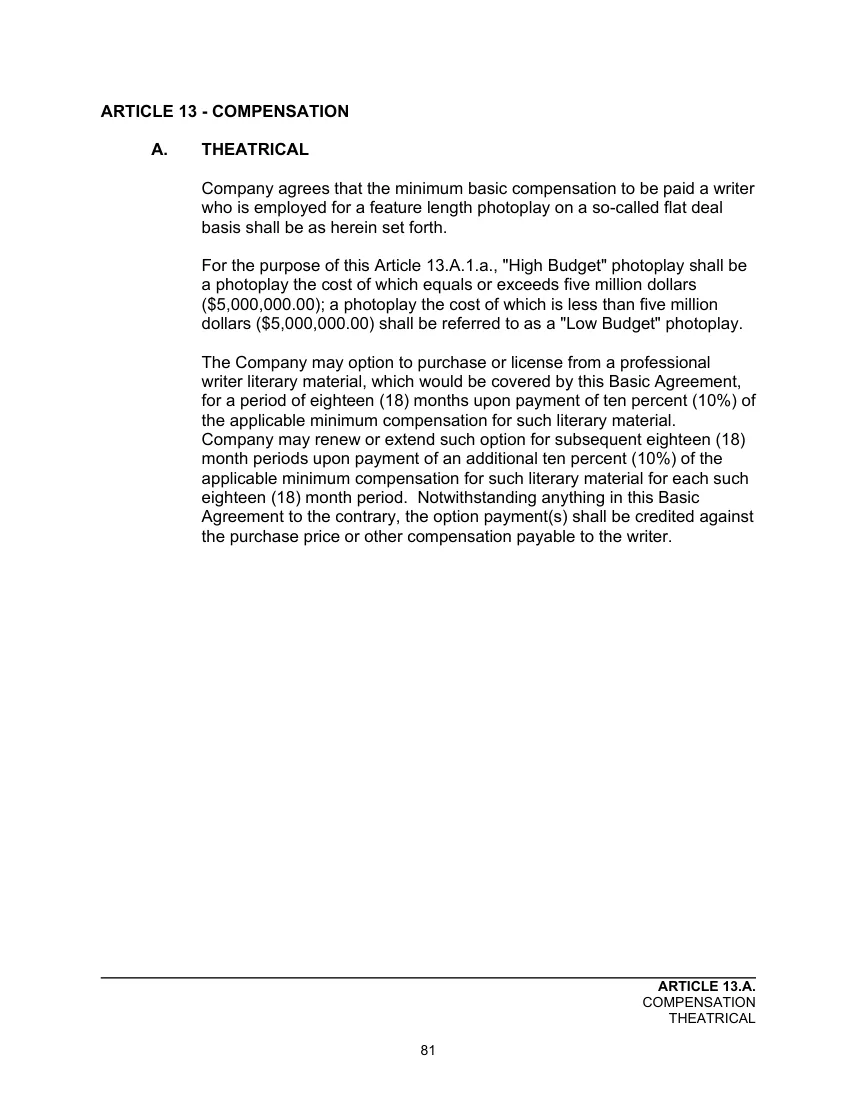 ARTICLE 13 - COMPENSATION
A. THEATRICAL
Company agrees that the minimum basic compensation to be paid a writer
who is employed for a feature length photoplay on a so-called flat deal
basis shall be as herein set forth.
For the purpose of this Article 13.A.1.a., "High Budget" photoplay shall be
a photoplay the cost of which equals or exceeds five million dollars
($5,000,000.00); a photoplay the cost of which is less than five million
dollars ($5,000,000.00) shall be referred to as a "Low Budget" photoplay.
The Company may option to purchase or license from a professional
writer literary material, which would be covered by this Basic Agreement,
for a period of eighteen (18) months upon payment of ten percent (10%) of
the applicable minimum compensation for such literary material.
Company may renew or extend such option for subsequent eighteen (18)
month periods upon payment of an additional ten percent (10%) of the
applicable minimum compensation for such literary material for each such
eighteen (18) month period.  Notwithstanding anything in this Basic
Agreement to the contrary, the option payment(s) shall be credited against
the purchase price or other compensation payable to the writer.
ARTICLE 13.A.
COMPENSATION
THEATRICAL
81